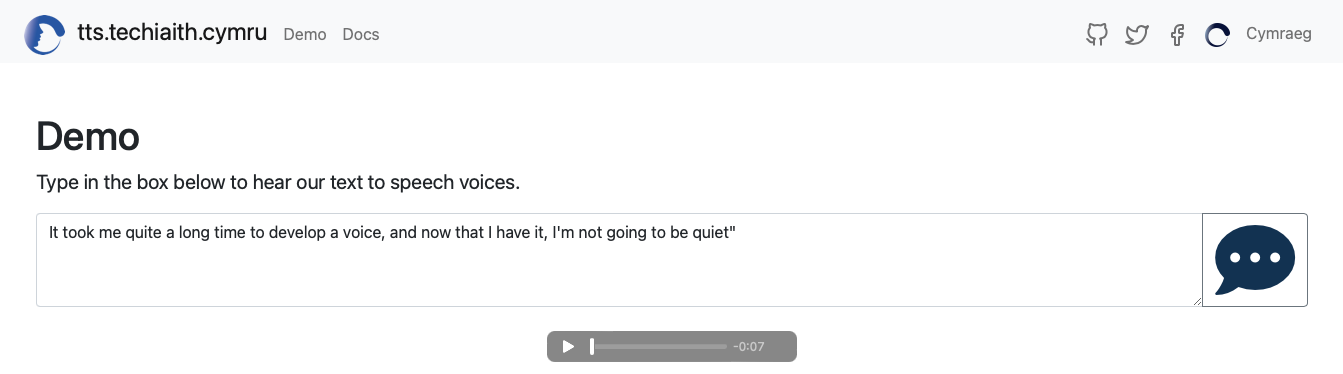 tts.techiaith.cymru Demo Docs Cymraeg
Demo
Type in the box below to hear our text to speech voices.
It took me quite a long time to develop a voice, and now that I have it, I'm not going to be quiet"
-0:07